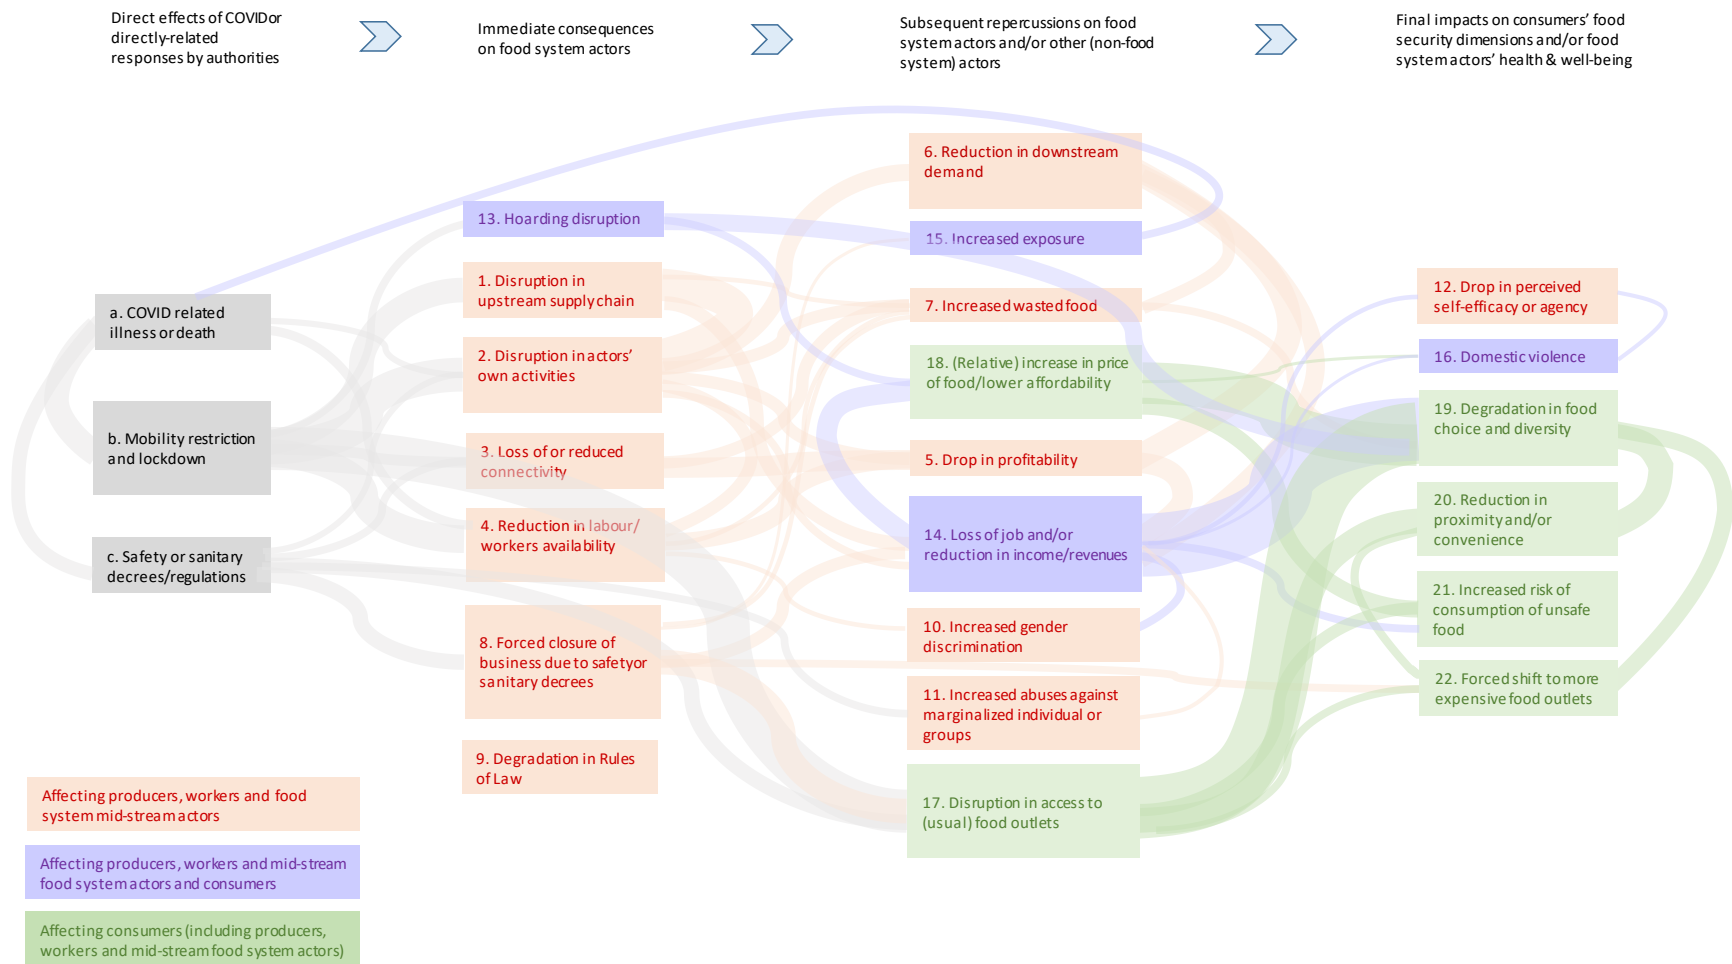 Direct effects of COVIDor
directly-related
responses by authorities
Immediate consequences
on food system actors
Subsequent repercussions on food
system actors and/or other (non-food
system) actors
Final impacts on consumers’ food
security dimensions and/or food
system actors’ health & well-being
a. COVID related
illness or death
b. Mobility restriction
and lockdown
c. Safety or sanitary
decrees/regulations
13. Hoarding disruption
1. Disruption in
upstream supply chain
2. Disruption in actors’
own activities
3. Loss of or reduced
connectivity
4. Reduction in labour/
workers availability
8. Forced closure of
business due to safetyor
sanitary decrees
9. Degradation in Rules
of Law
6. Reduction in downstream
demand
15. Increased exposure
7. Increased wasted food
18. (Relative) increase in price
of food/lower affordability
5. Drop in profitability
14. Loss of job and/or
reduction in income/revenues
10. Increased gender
discrimination
11. Increased abuses against
marginalized individual or
groups
17. Disruption in access to
(usual) food outlets
12. Drop in perceived
self-efficacy or agency
16. Domestic violence
19. Degradation in food
choice and diversity
20. Reduction in
proximity and/or
convenience
21. Increased risk of
consumption of unsafe
food
22. Forced shift to more
expensive food outlets
Affecting producers, workers and food
system mid-stream actors
Affecting producers, workers and mid-stream
food system actors and consumers
Affecting consumers (including producers,
workers and mid-stream food system actors)